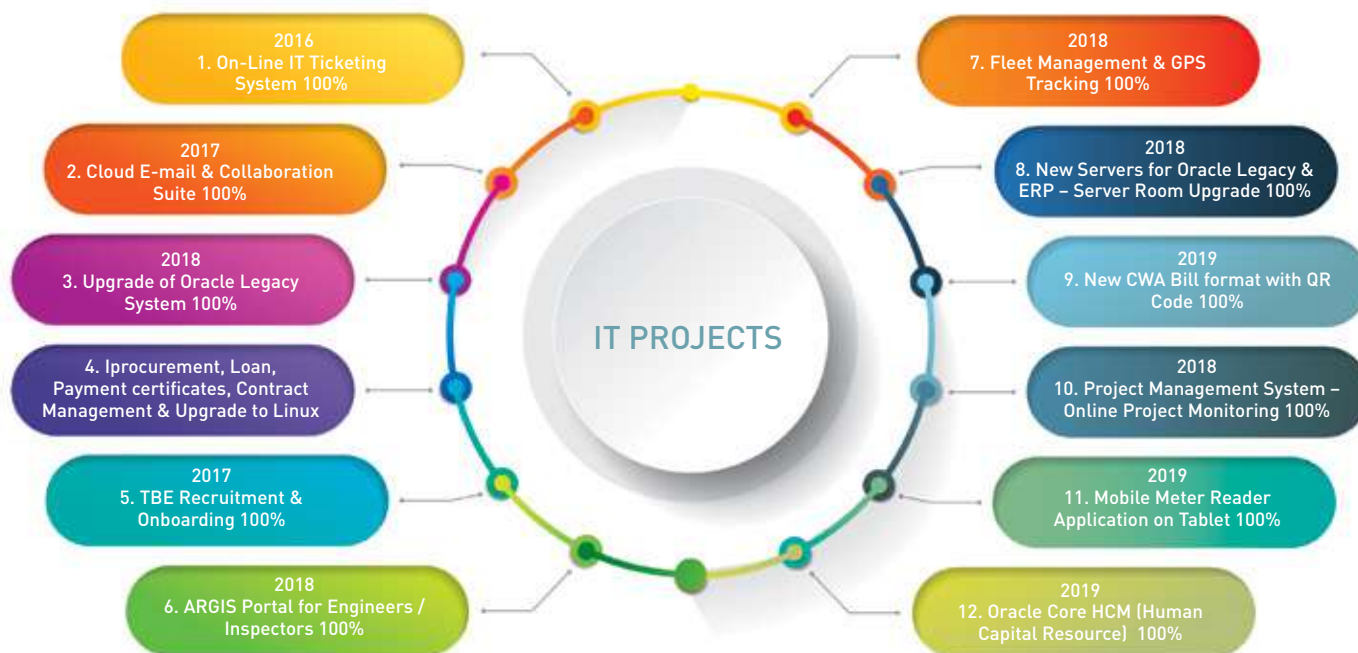 2016
1. On-Line IT Ticketing
System 100%
2017
2. Cloud E-mail & Collaboration
Suite 100%
2018
3. Upgrade of Oracle Legacy
System 100%
4. Iprocurement, Loan,
Payment certificates, Contract
Management & Upgrade to Linux
2017
5. TBE Recruitment &
Onboarding 100%
2018
6. ARGIS Portal for Engineers /
Inspectors 100%
IT PROJECTS
2018
7. Fleet Management & GPS
Tracking 100%
2018
8. New Servers for Oracle Legacy &
ERP – Server Room Upgrade 100%
2019
9. New CWA Bill format with QR
Code 100%
2018
10. Project Management System –
Online Project Monitoring 100%
2019
11. Mobile Meter Reader
Application on Tablet 100%
2019
12. Oracle Core HCM (Human
Capital Resource) 100%